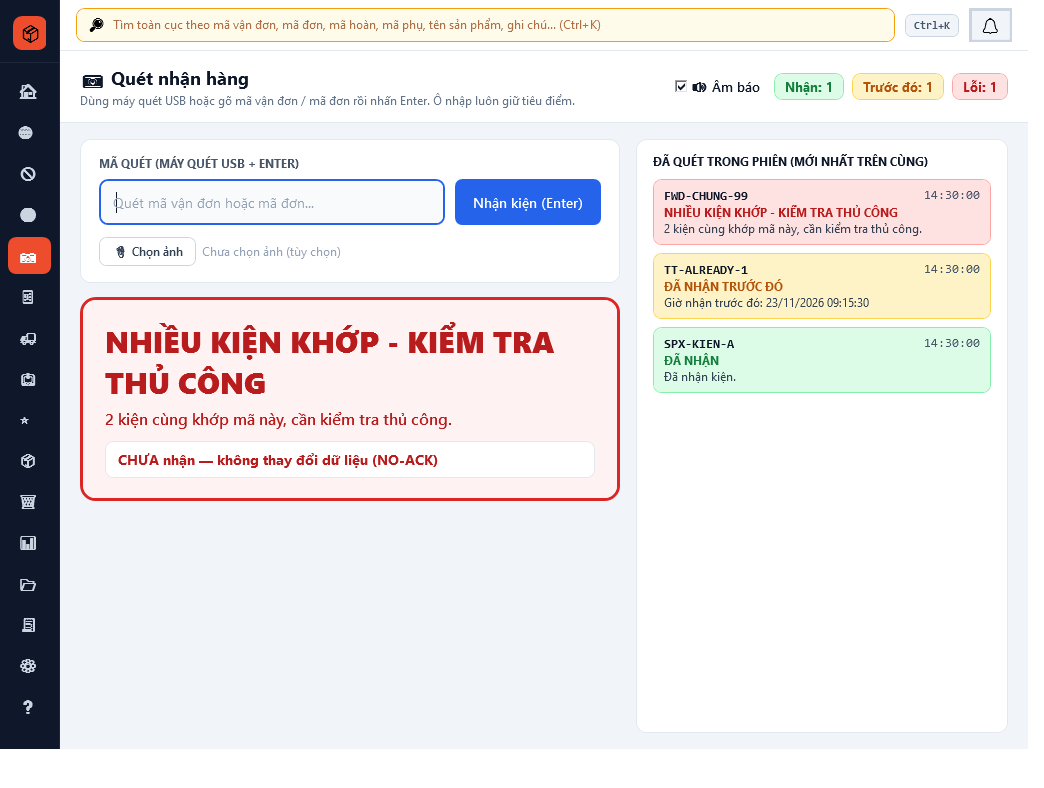 Tìm toàn cục theo mã vận đơn, mã đơn, mã hoàn, mã phụ, tên sản phẩm, ghi chú... (Ctrl+K)
Ctrl+K
Quét nhận hàng
Dùng máy quét USB hoặc gõ mã vận đơn / mã đơn rồi nhấn Enter. Ô nhập luôn giữ tiêu điểm.
Âm báo
Nhận: 1
Trước đó: 1
Lỗi: 1
MÃ QUÉT (MÁY QUÉT USB + ENTER)
Quét mã vận đơn hoặc mã đơn...
Nhận kiện (Enter)
Chọn ảnh
Chưa chọn ảnh (tùy chọn)
NHIỀU KIỆN KHỚP - KIỂM TRA
THỦ CÔNG
2 kiện cùng khớp mã này, cần kiểm tra thủ công.
CHƯA nhận — không thay đổi dữ liệu (NO-ACK)
ĐÃ QUÉT TRONG PHIÊN (MỚI NHẤT TRÊN CÙNG)
FWD-CHUNG-99 14:30:00
NHIỀU KIỆN KHỚP - KIỂM TRA THỦ CÔNG
2 kiện cùng khớp mã này, cần kiểm tra thủ công.
TT-ALREADY-1 14:30:00
ĐÃ NHẬN TRƯỚC ĐÓ
Giờ nhận trước đó: 23/11/2026 09:15:30
SPX-KIEN-A 14:30:00
ĐÃ NHẬN
Đã nhận kiện.